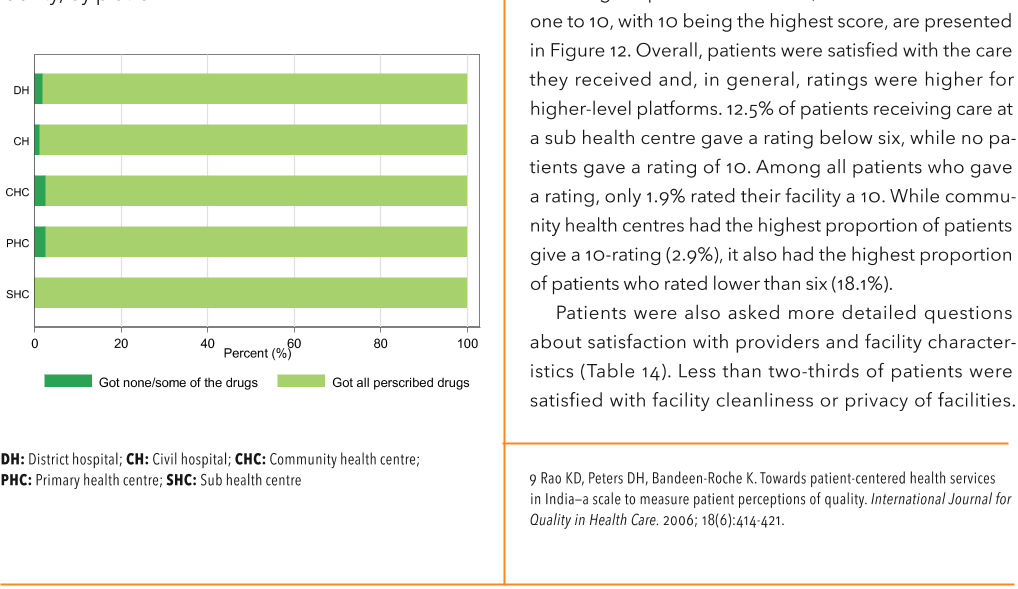 DH
CH
CHC
PHC
SHC
0 20 40 60 80 100
Percent (%)
Got none/some of the drugs Got all perscribed drugs
DH: District hospital; CH: Civil hospital; CHC: Community health centre;
PHC: Primary health centre; SHC: Sub health centre
one to 10, with 10 being the highest score, are presented
in Figure 12. Overall, patients were satisfied with the care
they received and, in general, ratings were higher for
higher-level platforms. 12.5% of patients receiving care at
a sub health centre gave a rating below six, while no pa-
tients gave a rating of 10. Among all patients who gave
a rating, only 1.9% rated their facility a 10. While commu-
nity health centres had the highest proportion of patients
give a 10-rating (2.9%), it also had the highest proportion
of patients who rated lower than six (18.1%).
Patients were also asked more detailed questions
about satisfaction with providers and facility character-
istics (Table 14). Less than two-thirds of patients were
satisfied with facility cleanliness or privacy of facilities.
9 Rao KD, Peters DH, Bandeen-Roche K. Towards patient-centered health services
in India—a scale to measure patient perceptions of quality. International Journal for
Quality in Health Care. 2006; 18(6):414-421.